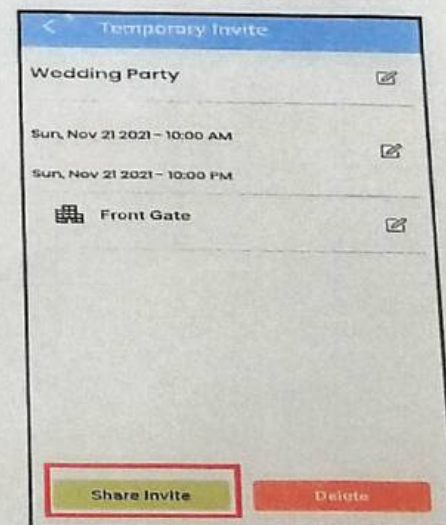 < Temporary Invite
Wedding Party
Sun, Nov 21 2021 - 10:00 AM
Sun, Nov 21 2021 - 10:00 PM
Front Gate
Share Invite Delete